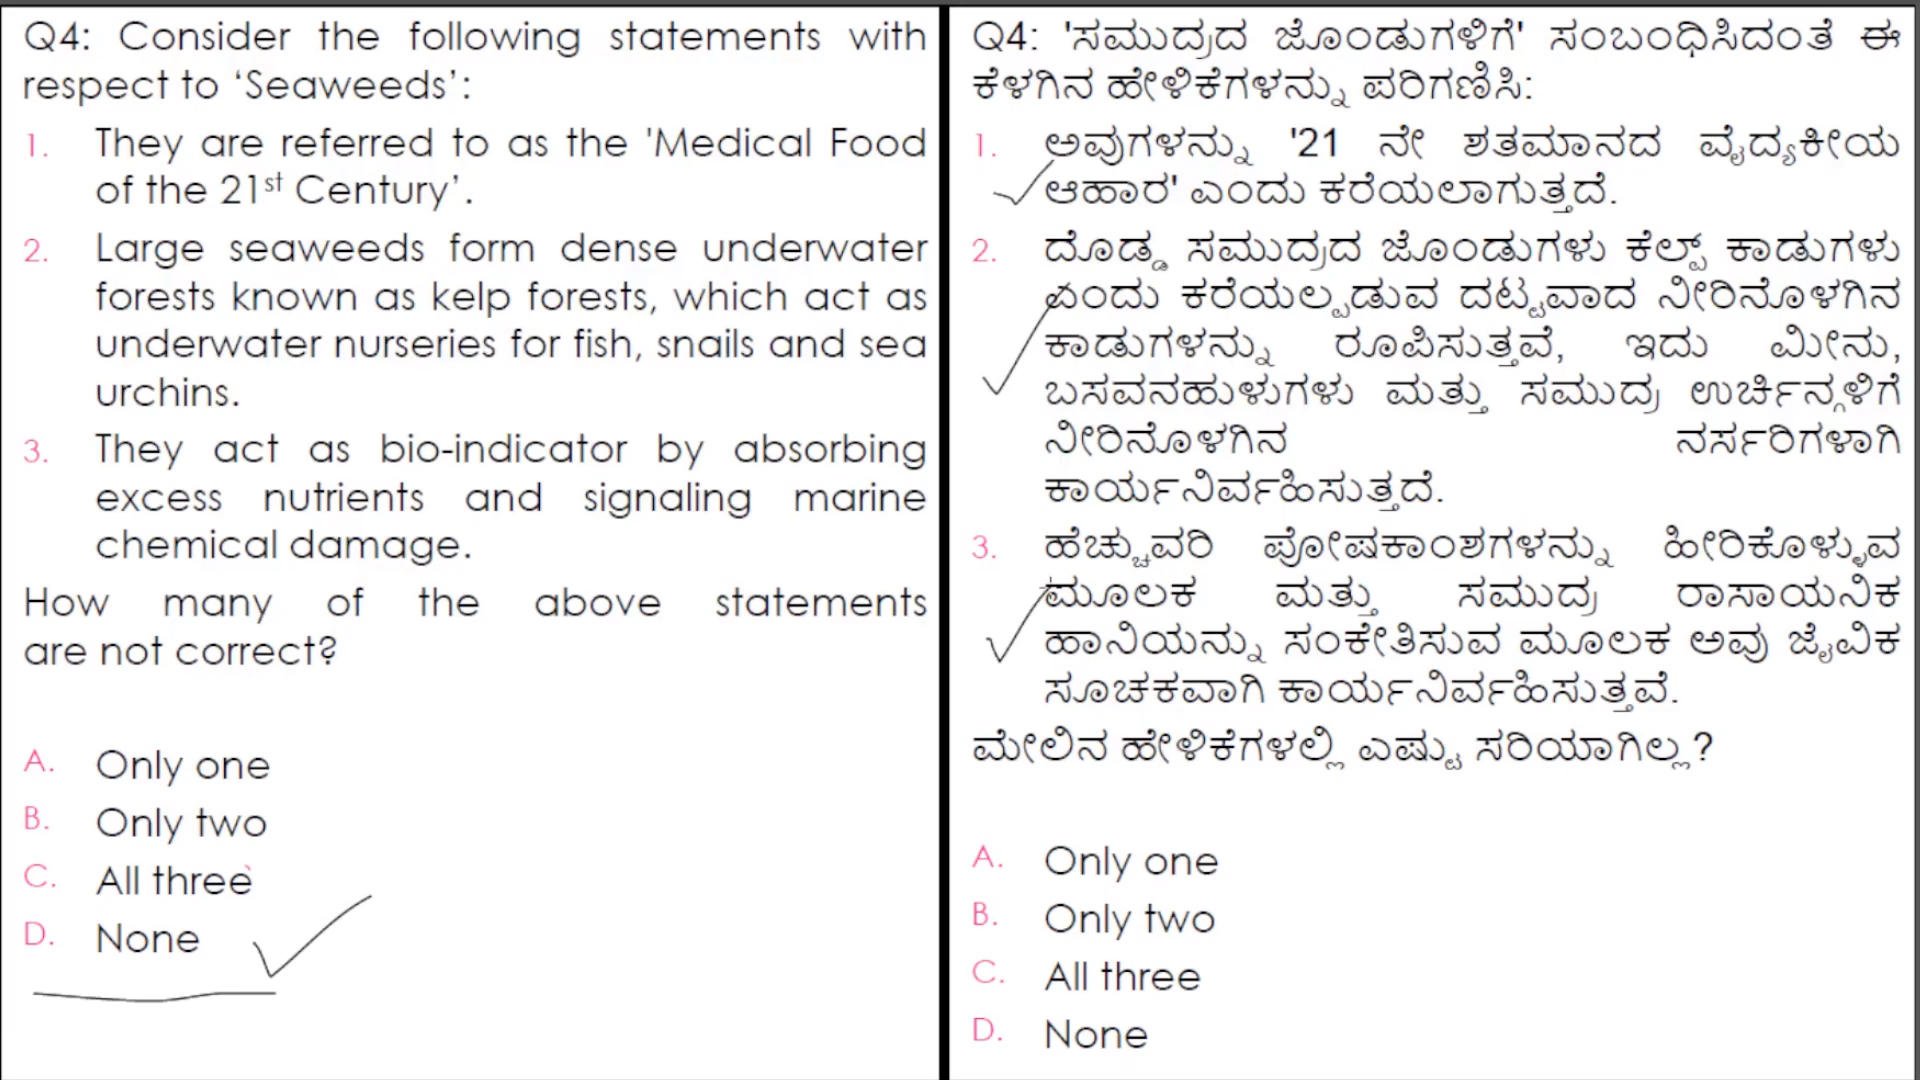 Q4: Consider the following statements with
respect to ‘Seaweeds’:
1. They are referred to as the 'Medical Food
of the 21st Century’.
2. Large seaweeds form dense underwater
forests known as kelp forests, which act as
underwater nurseries for fish, snails and sea
urchins.
3. They act as bio-indicator by absorbing
excess nutrients and signaling marine
chemical damage.
How many of the above statements
are not correct?
A. Only one
B. Only two
C. All three
D. None
Q4: 'ಸಮುದ್ರದ ಜೊಂಡುಗಳಿಗೆ' ಸಂಬಂಧಿಸಿದಂತೆ ಈ
ಕೆಳಗಿನ ಹೇಳಿಕೆಗಳನ್ನು ಪರಿಗಣಿಸಿ:
1. ಅವುಗಳನ್ನು '21 ನೇ ಶತಮಾನದ ವೈದ್ಯಕೀಯ
ಆಹಾರ' ಎಂದು ಕರೆಯಲಾಗುತ್ತದೆ.
2. ದೊಡ್ಡ ಸಮುದ್ರದ ಜೊಂಡುಗಳು ಕೆಲ್ಪ್ ಕಾಡುಗಳು
ಎಂದು ಕರೆಯಲ್ಪಡುವ ದಟ್ಟವಾದ ನೀರಿನೊಳಗಿನ
ಕಾಡುಗಳನ್ನು ರೂಪಿಸುತ್ತವೆ, ಇದು ಮೀನು,
ಬಸವನಹುಳುಗಳು ಮತ್ತು ಸಮುದ್ರ ಉರ್ಚಿನ್ಗಳಿಗೆ
ನೀರಿನೊಳಗಿನ ನರ್ಸರಿಗಳಾಗಿ
ಕಾರ್ಯನಿರ್ವಹಿಸುತ್ತದೆ.
3. ಹೆಚ್ಚುವರಿ ಪೋಷಕಾಂಶಗಳನ್ನು ಹೀರಿಕೊಳ್ಳುವ
ಮೂಲಕ ಮತ್ತು ಸಮುದ್ರ ರಾಸಾಯನಿಕ
ಹಾನಿಯನ್ನು ಸಂಕೇತಿಸುವ ಮೂಲಕ ಅವು ಜೈವಿಕ
ಸೂಚಕವಾಗಿ ಕಾರ್ಯನಿರ್ವಹಿಸುತ್ತವೆ.
ಮೇಲಿನ ಹೇಳಿಕೆಗಳಲ್ಲಿ ಎಷ್ಟು ಸರಿಯಾಗಿಲ್ಲ?
A. Only one
B. Only two
C. All three
D. None